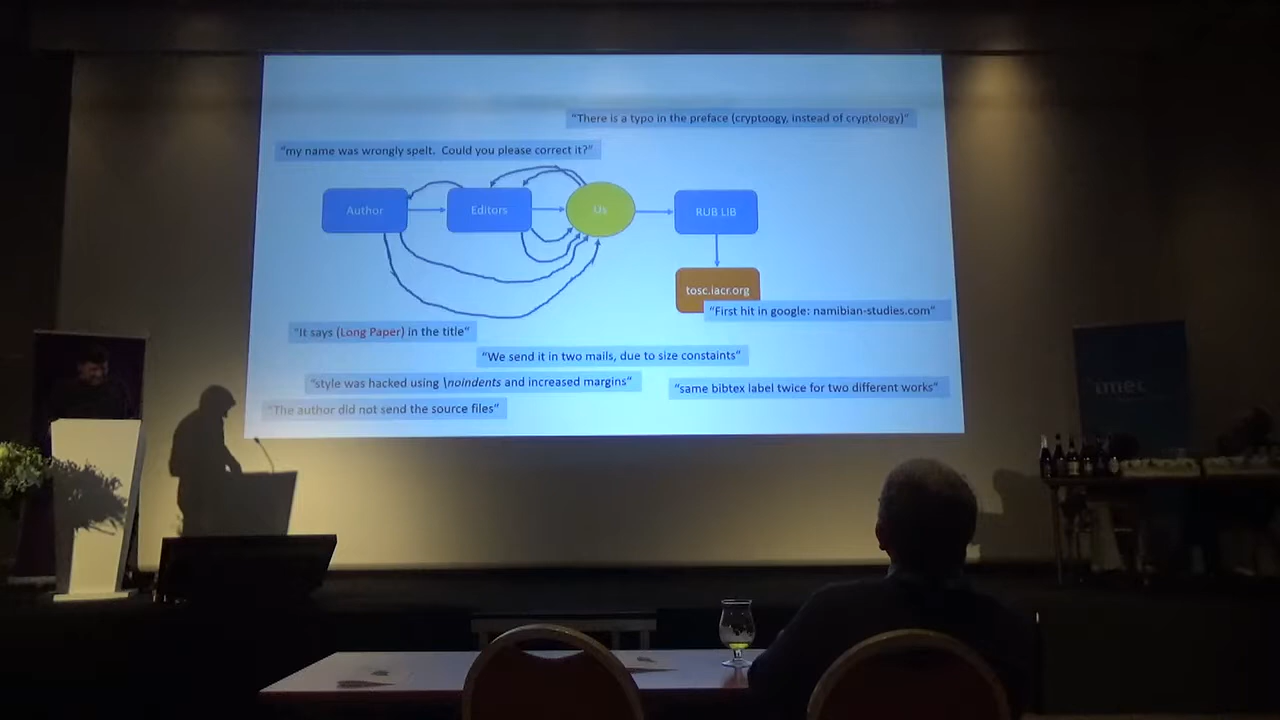 “There is a typo in the preface (cryptoogy, instead of cryptology)”
“my name was wrongly spelt. Could you please correct it?”
Author
Editors
Us
RUB LIB
tosc.iacr.org
“First hit in google: namibian-studies.com”
“It says (Long Paper) in the title”
“We send it in two mails, due to size constaints”
“style was hacked using \noindents and increased margins”
“same bibtex label twice for two different works”
“The author did not send the source files”
imec